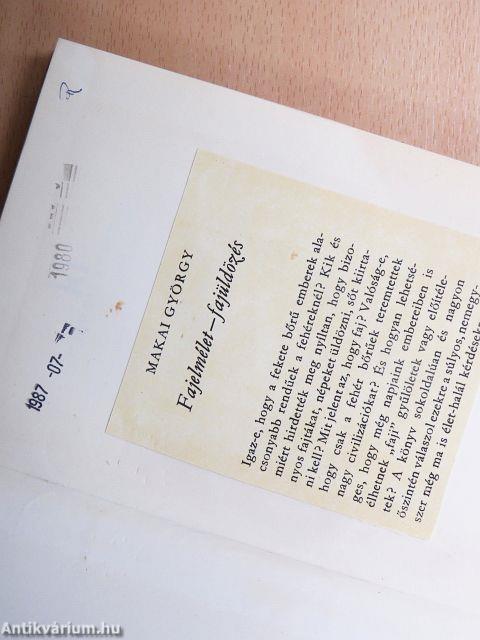 MAKAI GYÖRGY
Fajelmélet–fajüldözés
Igaz-e, hogy a fekete bőrű emberek ala-
csonyabb rendűek a fehéreknél? Kik és
miért hirdették meg nyíltan, hogy bizo-
nyos fajtákat, népeket üldözni, sőt kiirta-
ni kell? Mit jelent az, hogy faj? Valóság-e,
hogy csak a fehér bőrűek teremtettek
nagy civilizációkat? És hogyan lehetsé-
ges, hogy még napjaink embereiben is
élhetnek „faji” gyűlöletek vagy előítéle-
tek? A könyv sokoldalúan és nagyon
őszintén válaszol ezekre a súlyos, nemegy-
szer még ma is élet-halál kérdésekre
1980
1987 -07-
Antikvárium.hu